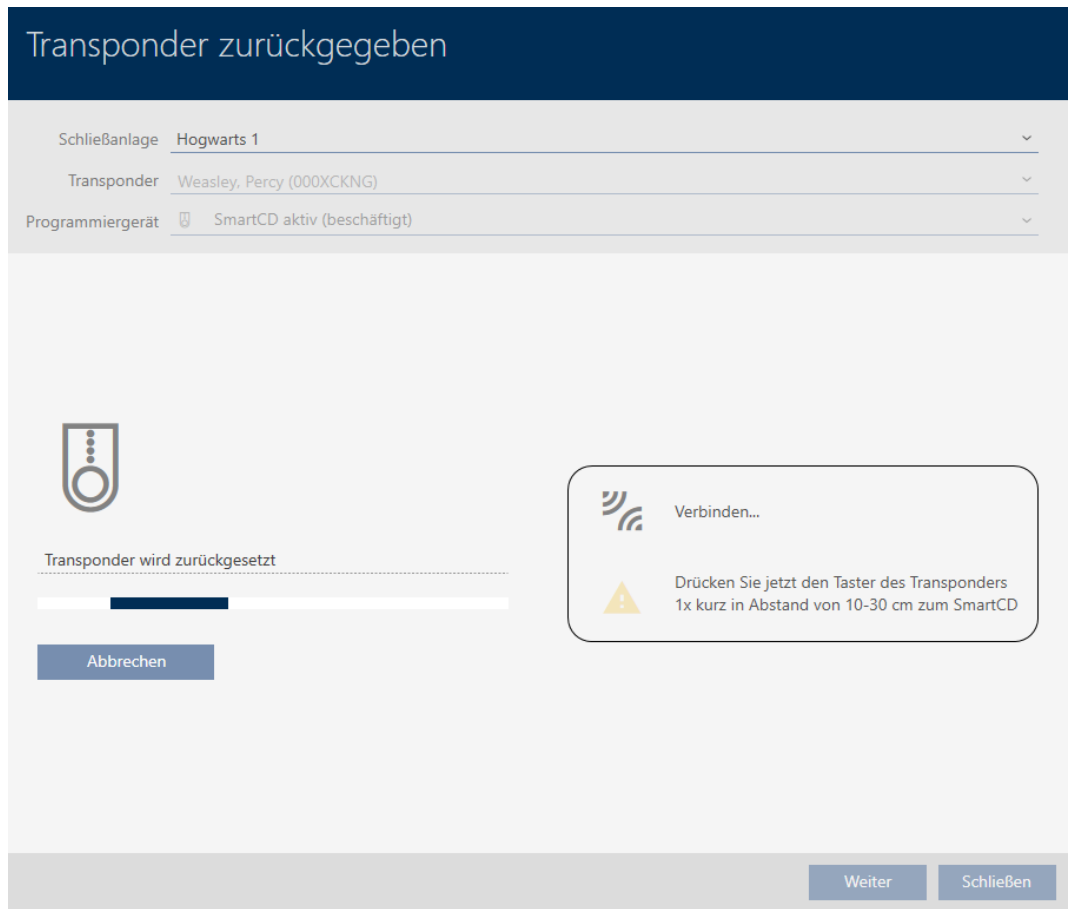 Transponder zurückgegeben
Schließanlage Hogwarts 1
Transponder Weasley, Percy (000XCKNG)
Programmiergerät SmartCD aktiv (beschäftigt)
Verbinden...
Transponder wird zurückgesetzt
Drücken Sie jetzt den Taster des Transponders
1x kurz in Abstand von 10-30 cm zum SmartCD
Abbrechen
Weiter Schließen